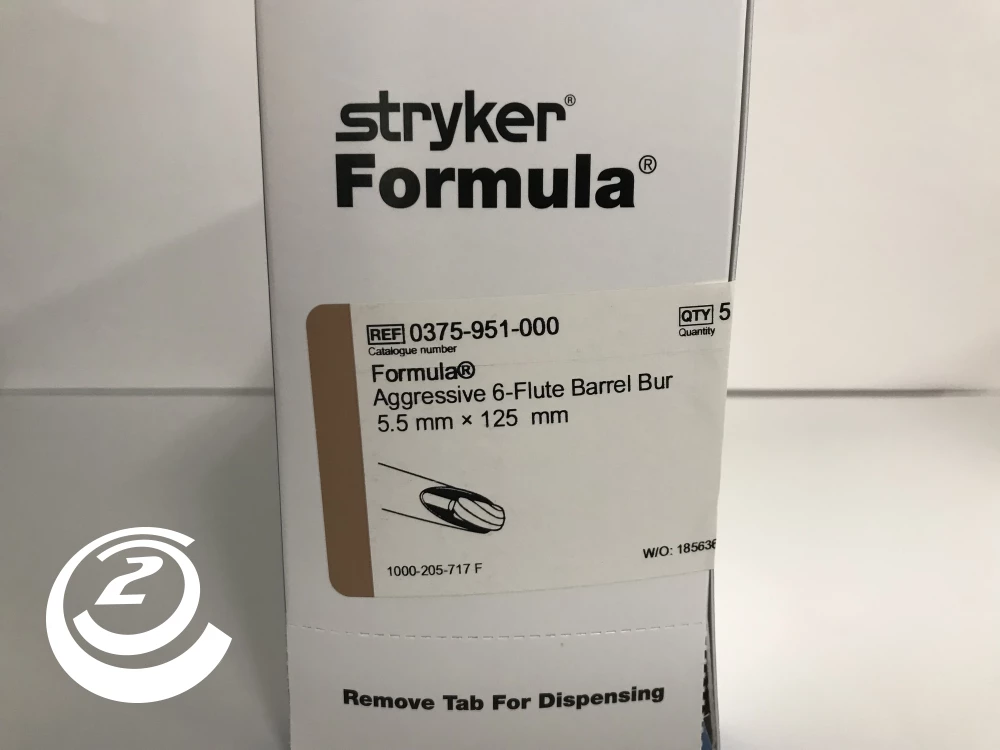 stryker®
Formula®
REF 0375-951-000
Catalogue number
QTY 5
Quantity
Formula®
Aggressive 6-Flute Barrel Bur
5.5 mm × 125 mm
1000-205-717 F
W/O: 185636
Remove Tab For Dispensing
2